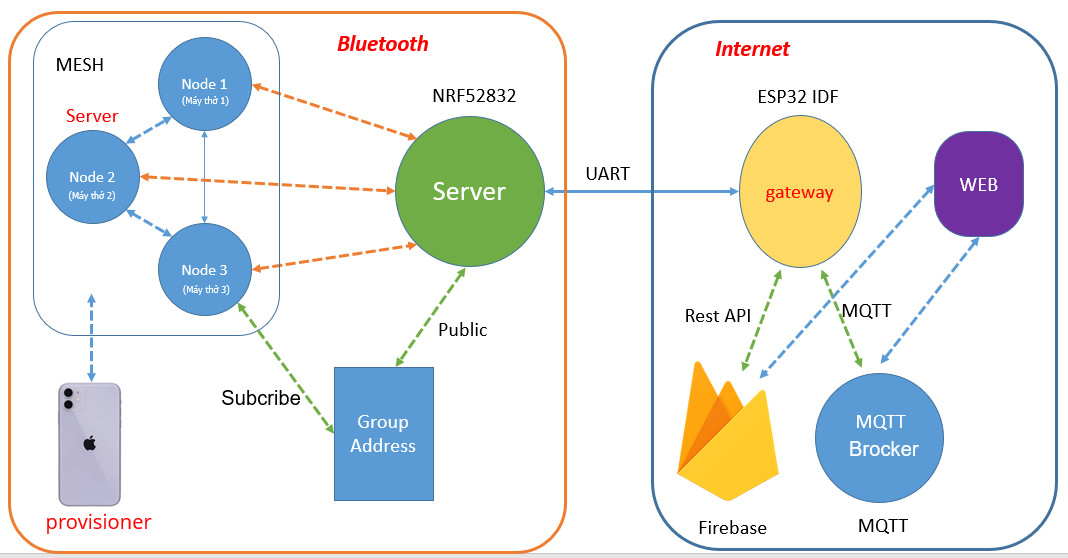 Bluetooth
MESH
Node 1
(Máy thở 1)
Server
Node 2
(Máy thở 2)
Node 3
(Máy thở 3)
NRF52832
Server
UART
Public
Subcribe
Group
Address
provisioner
Internet
ESP32 IDF
gateway
WEB
Rest API
MQTT
MQTT
Brocker
Firebase
MQTT